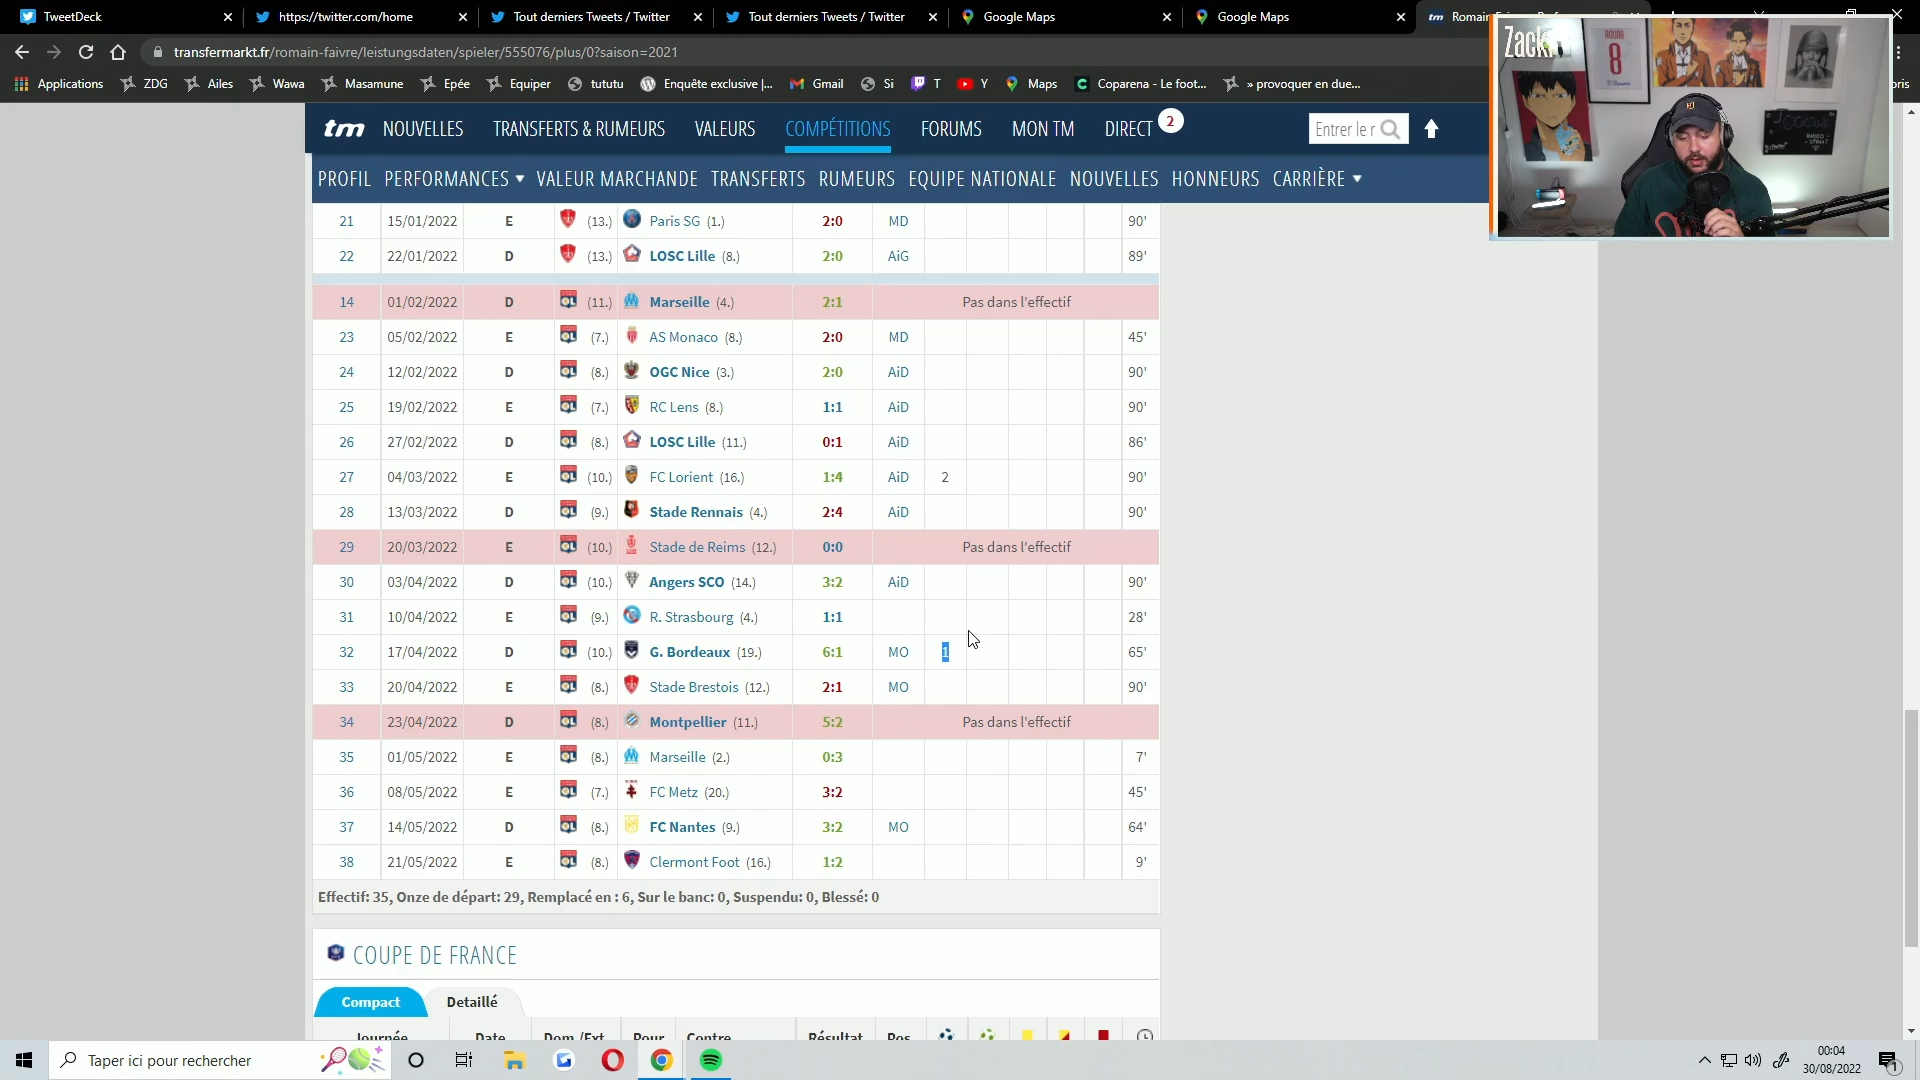 TweetDeck https://twitter.com/home Tout derniers Tweets / Twitter Tout derniers Tweets / Twitter Google Maps Google Maps
transfermarkt.fr/romain-faivre/leistungsdaten/spieler/555076/plus/0?saison=2021
Applications ZDG Ailes Wawa Masamune Epée Equiper tututu Enquête exclusive |... Gmail Si T Y Maps Coparena - Le foot... » provoquer en due...
tm NOUVELLES TRANSFERTS & RUMEURS VALEURS COMPÉTITIONS FORUMS MON TM DIRECT 2 Entrer le r
PROFIL PERFORMANCES VALEUR MARCHANDE TRANSFERTS RUMEURS EQUIPE NATIONALE NOUVELLES HONNEURS CARRIÈRE
21 15/01/2022 E (13.) Paris SG (1.) 2:0 MD 90'
22 22/01/2022 D (13.) LOSC Lille (8.) 2:0 AiG 89'
14 01/02/2022 D (11.) Marseille (4.) 2:1 Pas dans l'effectif
23 05/02/2022 E (7.) AS Monaco (8.) 2:0 MD 45'
24 12/02/2022 D (8.) OGC Nice (3.) 2:0 AiD 90'
25 19/02/2022 E (7.) RC Lens (8.) 1:1 AiD 90'
26 27/02/2022 D (8.) LOSC Lille (11.) 0:1 AiD 86'
27 04/03/2022 E (10.) FC Lorient (16.) 1:4 AiD 2 90'
28 13/03/2022 D (9.) Stade Rennais (4.) 2:4 AiD 90'
29 20/03/2022 E (10.) Stade de Reims (12.) 0:0 Pas dans l'effectif
30 03/04/2022 D (10.) Angers SCO (14.) 3:2 AiD 90'
31 10/04/2022 E (9.) R. Strasbourg (4.) 1:1 28'
32 17/04/2022 D (10.) G. Bordeaux (19.) 6:1 MO 1 65'
33 20/04/2022 E (8.) Stade Brestois (12.) 2:1 MO 90'
34 23/04/2022 D (8.) Montpellier (11.) 5:2 Pas dans l'effectif
35 01/05/2022 E (8.) Marseille (2.) 0:3 7'
36 08/05/2022 E (7.) FC Metz (20.) 3:2 45'
37 14/05/2022 D (8.) FC Nantes (9.) 3:2 MO 64'
38 21/05/2022 E (8.) Clermont Foot (16.) 1:2 9'
Effectif: 35, Onze de départ: 29, Remplacé en : 6, Sur le banc: 0, Suspendu: 0, Blessé: 0
COUPE DE FRANCE
Compact Detaillé
Journée Date Dom./Ext. Pour Contre Résultat Pos.
Taper ici pour rechercher
00:04
30/08/2022